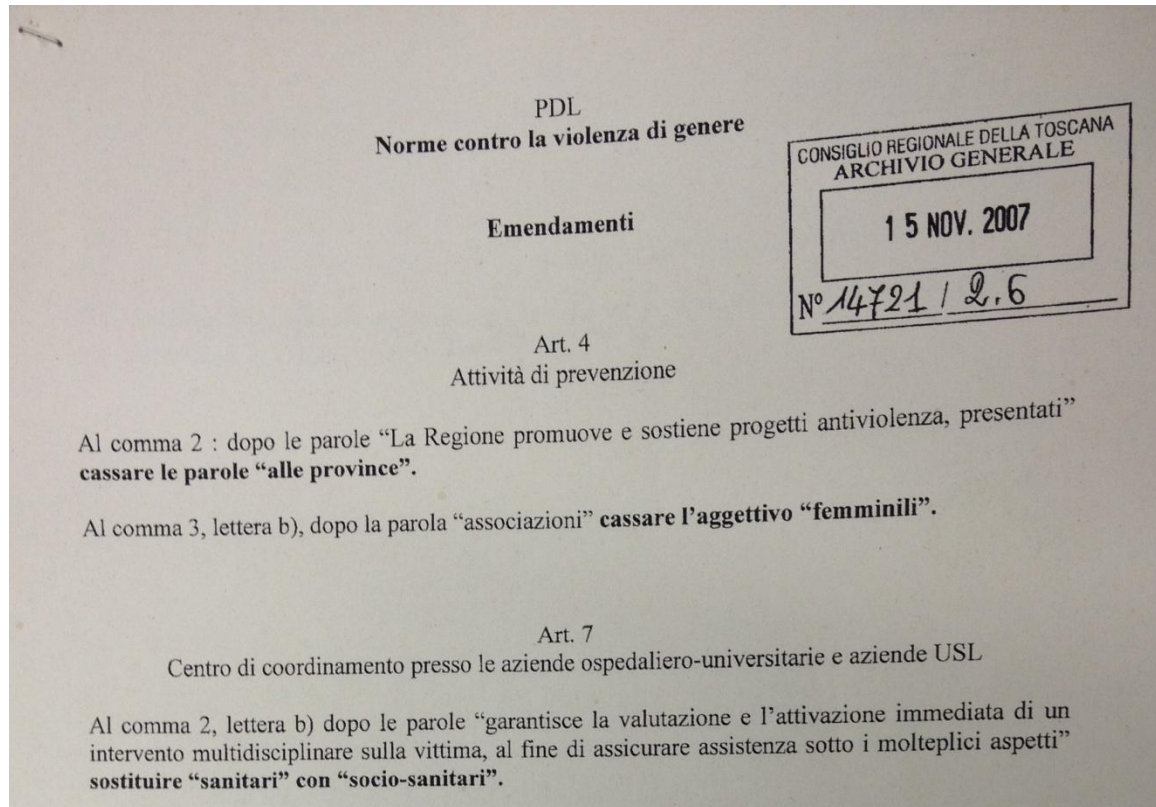 PDL
Norme contro la violenza di genere
CONSIGLIO REGIONALE DELLA TOSCANA
ARCHIVIO GENERALE
15 NOV. 2007
Nº 14721 / 2.6
Emendamenti
Art. 4
Attività di prevenzione
Al comma 2 : dopo le parole “La Regione promuove e sostiene progetti antiviolenza, presentati”
cassare le parole “alle province”.
Al comma 3, lettera b), dopo la parola “associazioni” cassare l’aggettivo “femminili”.
Art. 7
Centro di coordinamento presso le aziende ospedaliero-universitarie e aziende USL
Al comma 2, lettera b) dopo le parole “garantisce la valutazione e l’attivazione immediata di un
intervento multidisciplinare sulla vittima, al fine di assicurare assistenza sotto i molteplici aspetti”
sostituire “sanitari” con “socio-sanitari”.